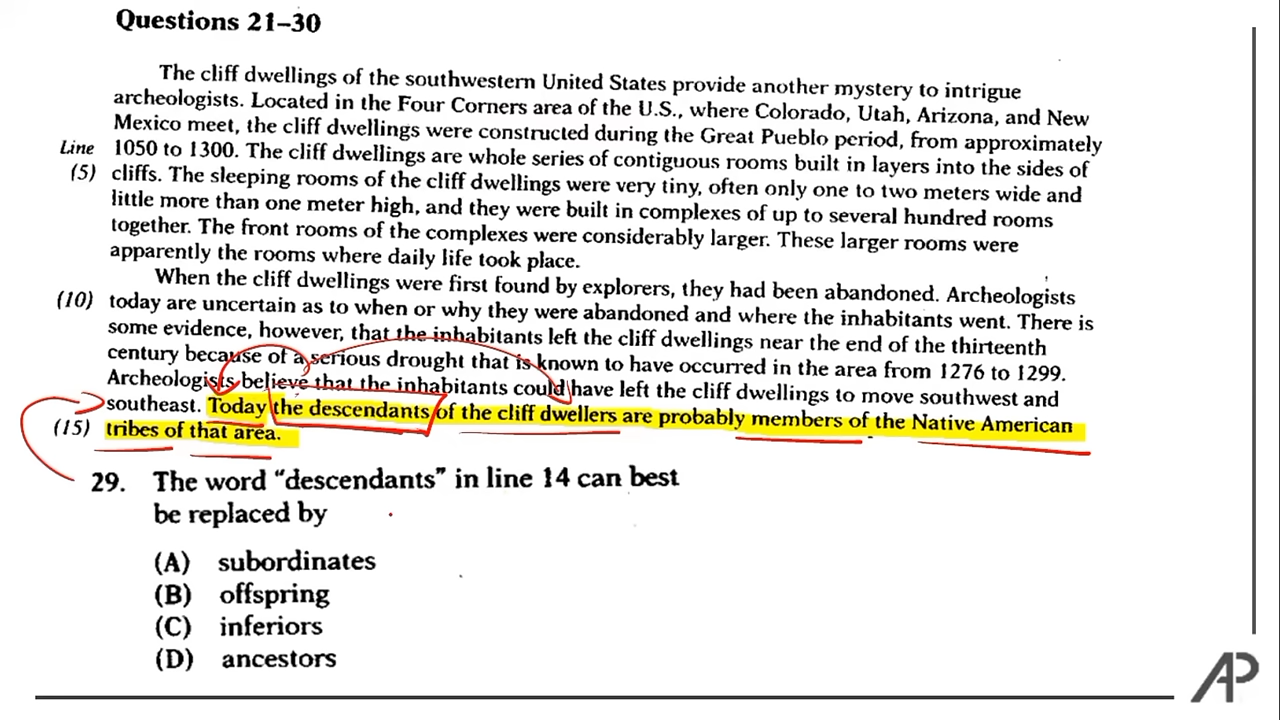 Questions 21–30
The cliff dwellings of the southwestern United States provide another mystery to intrigue
archeologists. Located in the Four Corners area of the U.S., where Colorado, Utah, Arizona, and New
Mexico meet, the cliff dwellings were constructed during the Great Pueblo period, from approximately
Line 1050 to 1300. The cliff dwellings are whole series of contiguous rooms built in layers into the sides of
(5) cliffs. The sleeping rooms of the cliff dwellings were very tiny, often only one to two meters wide and
little more than one meter high, and they were built in complexes of up to several hundred rooms
together. The front rooms of the complexes were considerably larger. These larger rooms were
apparently the rooms where daily life took place.
When the cliff dwellings were first found by explorers, they had been abandoned. Archeologists
(10) today are uncertain as to when or why they were abandoned and where the inhabitants went. There is
some evidence, however, that the inhabitants left the cliff dwellings near the end of the thirteenth
century because of a serious drought that is known to have occurred in the area from 1276 to 1299.
Archeologists believe that the inhabitants could have left the cliff dwellings to move southwest and
southeast. Today the descendants of the cliff dwellers are probably members of the Native American
(15) tribes of that area.
29. The word “descendants” in line 14 can best
be replaced by
(A) subordinates
(B) offspring
(C) inferiors
(D) ancestors
AP